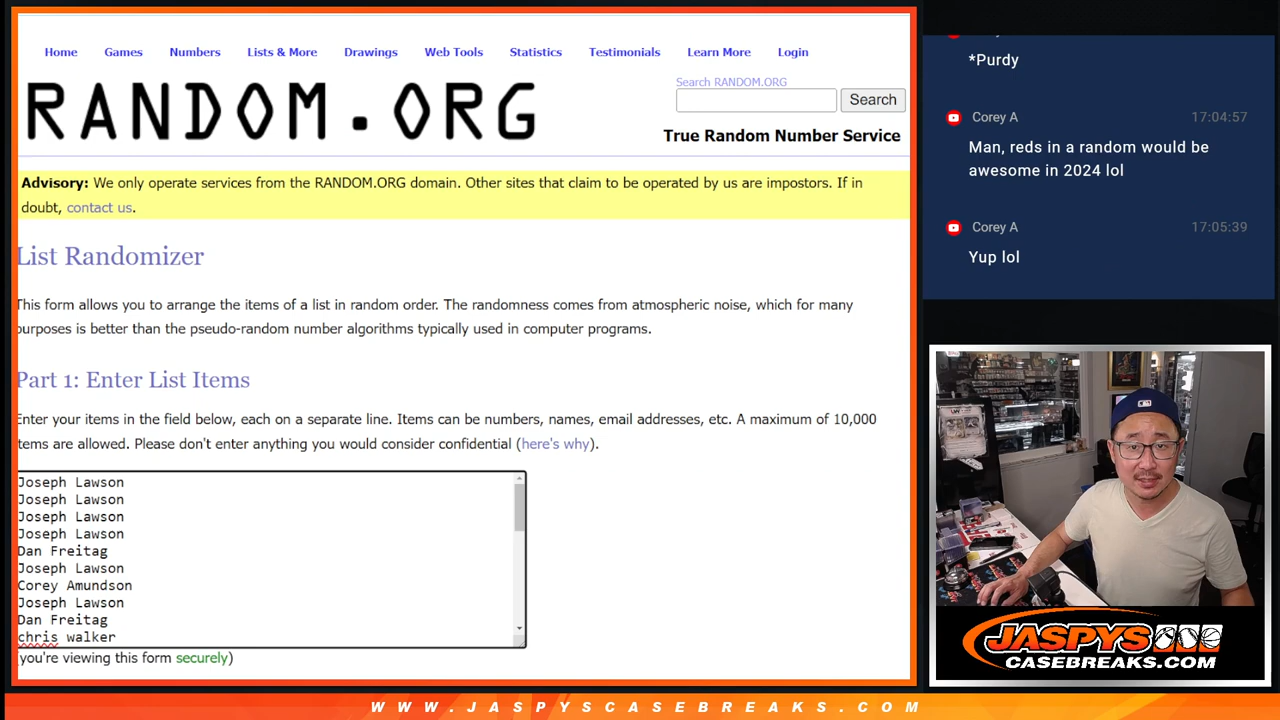 Home Games Numbers Lists & More Drawings Web Tools Statistics Testimonials Learn More Login
RANDOM.ORG
Search RANDOM.ORG
Search
True Random Number Service
Advisory: We only operate services from the RANDOM.ORG domain. Other sites that claim to be operated by us are impostors. If in
doubt, contact us.
List Randomizer
This form allows you to arrange the items of a list in random order. The randomness comes from atmospheric noise, which for many
purposes is better than the pseudo-random number algorithms typically used in computer programs.
Part 1: Enter List Items
Enter your items in the field below, each on a separate line. Items can be numbers, names, email addresses, etc. A maximum of 10,000
items are allowed. Please don't enter anything you would consider confidential (here's why).
Joseph Lawson
Joseph Lawson
Joseph Lawson
Joseph Lawson
Dan Freitag
Joseph Lawson
Corey Amundson
Joseph Lawson
Dan Freitag
chris walker
(you're viewing this form securely)
*Purdy
Corey A 17:04:57
Man, reds in a random would be
awesome in 2024 lol
Corey A 17:05:39
Yup lol
JASPYS
CASEBREAKS.COM
WWW.JASPYSCASEBREAKS.COM